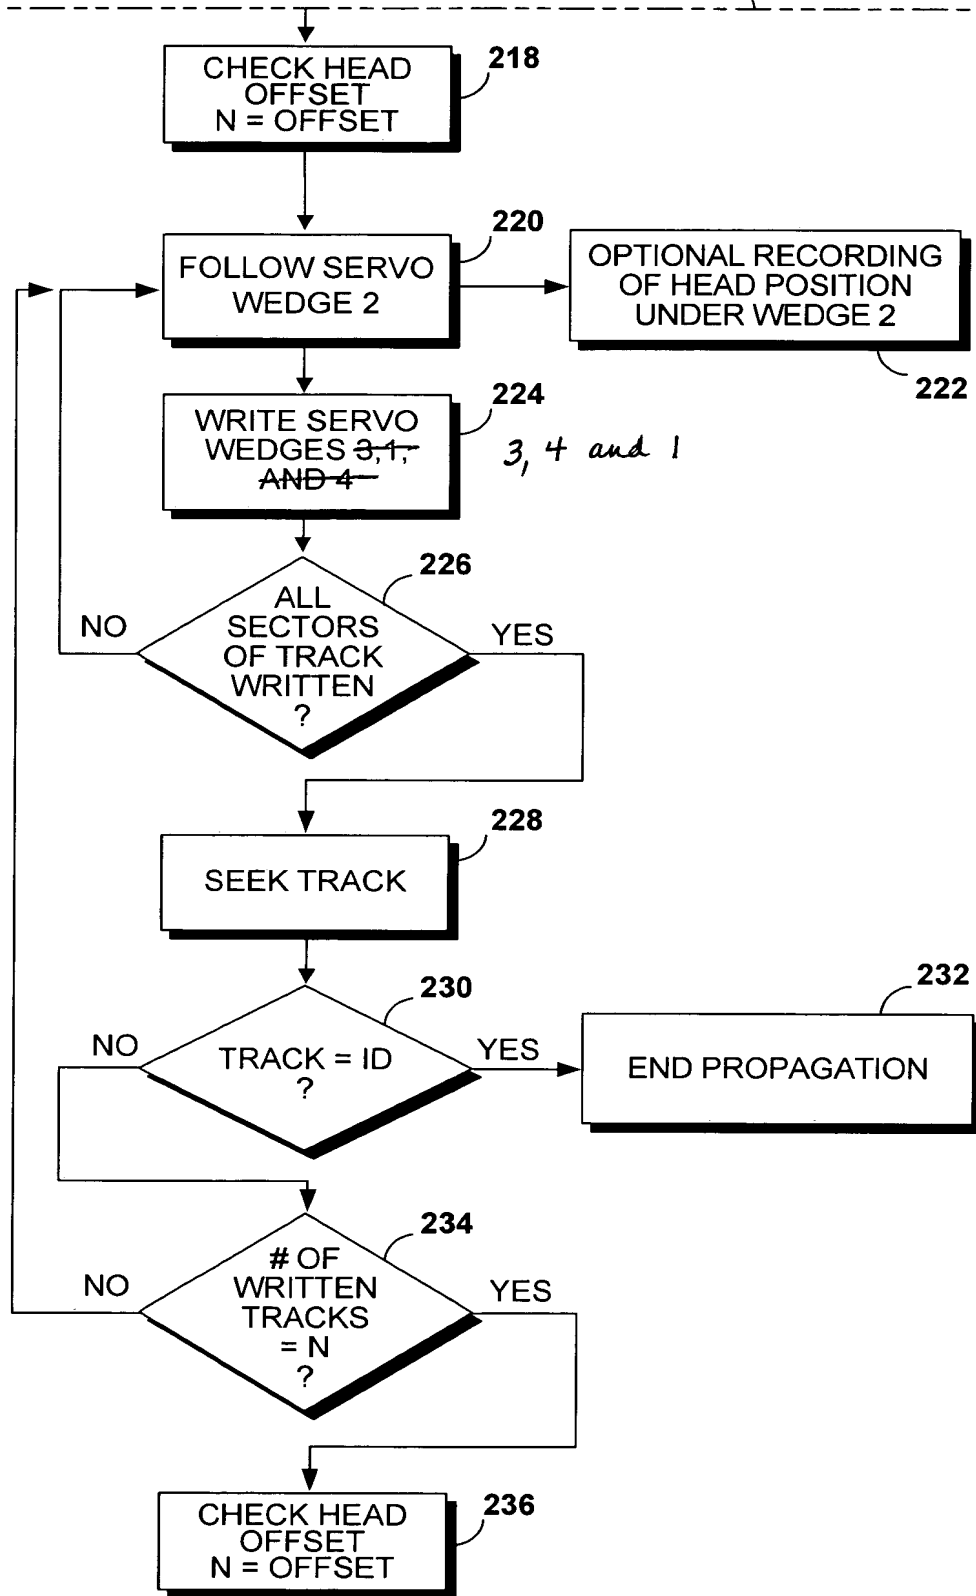 CHECK HEAD
OFFSET
N = OFFSET
218
FOLLOW SERVO
WEDGE 2
220
OPTIONAL RECORDING
OF HEAD POSITION
UNDER WEDGE 2
222
WRITE SERVO
WEDGES 3,1,
AND 4
224
3, 4 and 1
ALL
SECTORS
OF TRACK
WRITTEN
?
226
NO
YES
SEEK TRACK
228
TRACK = ID
?
230
NO
YES
END PROPAGATION
232
# OF
WRITTEN
TRACKS
= N
?
234
NO
YES
CHECK HEAD
OFFSET
N = OFFSET
236